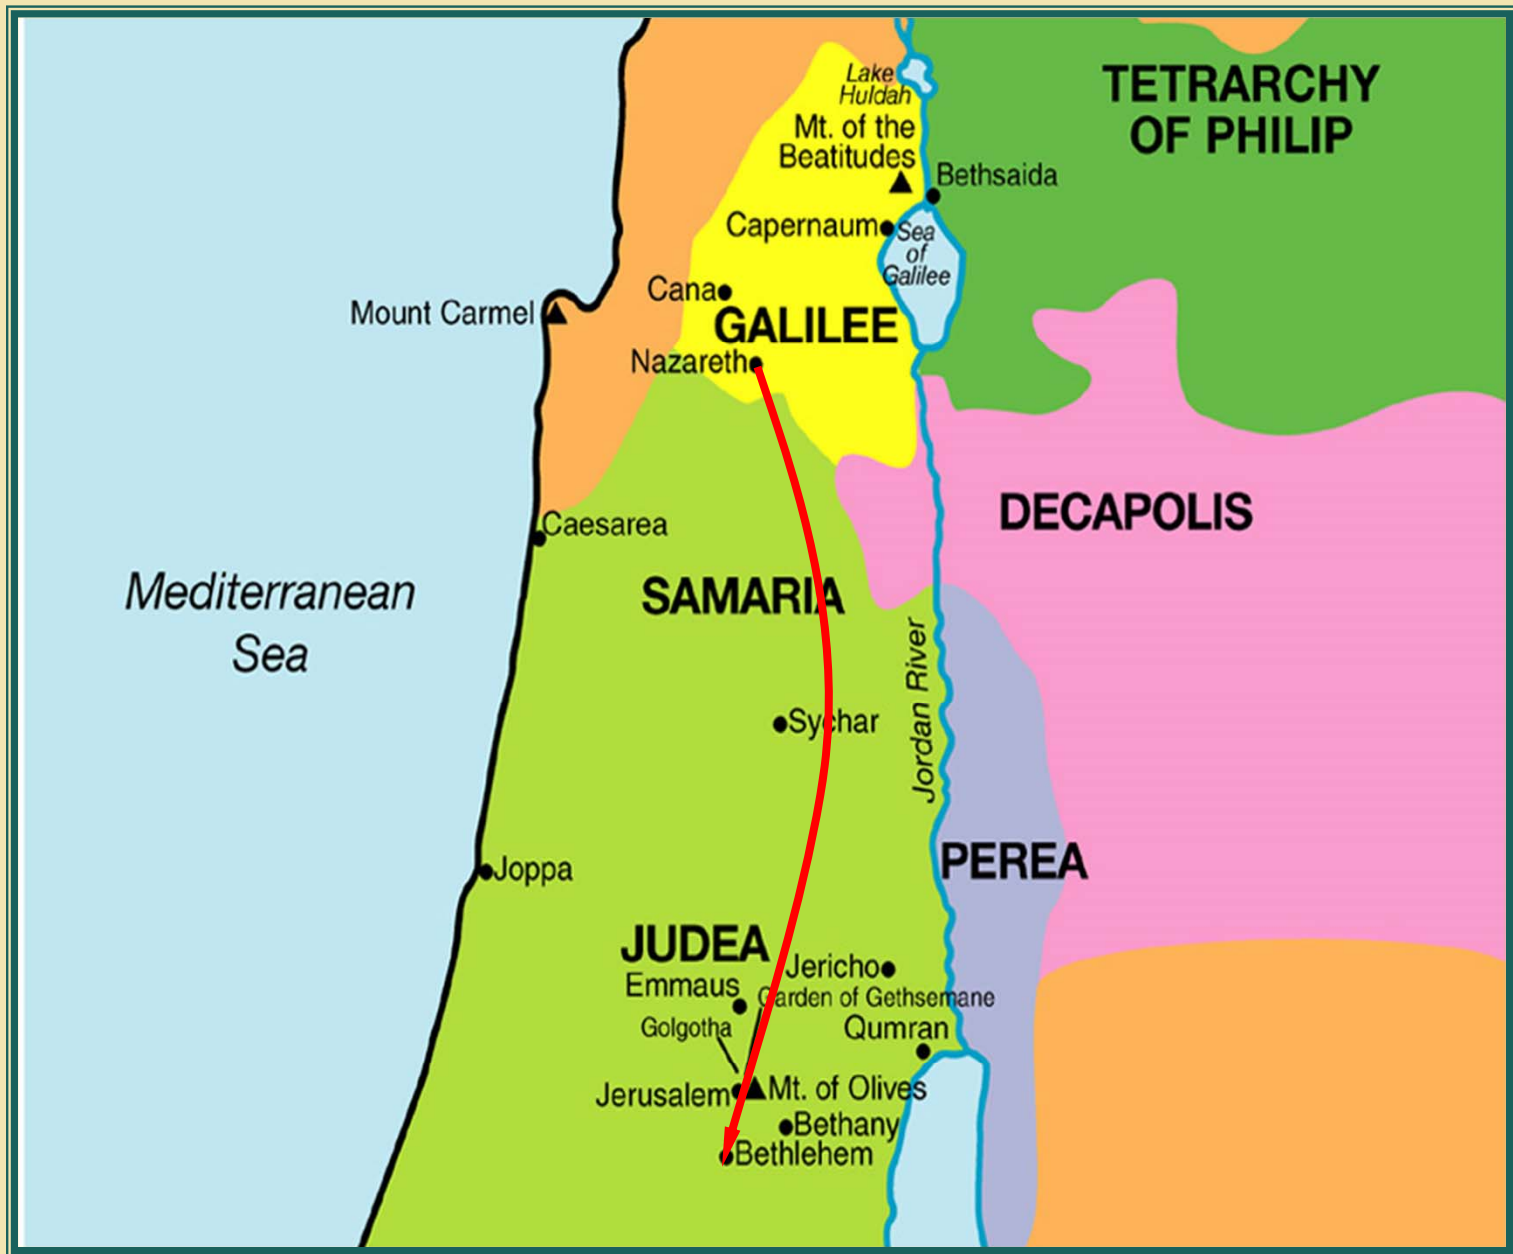 TETRARCHY
OF PHILIP
Lake
Huldah
Mt. of the
Beatitudes
Bethsaida
Capernaum
Sea
of
Galilee
Cana
Mount Carmel
GALILEE
Nazareth
DECAPOLIS
Caesarea
Mediterranean
Sea
SAMARIA
Jordan River
Sychar
PEREA
Joppa
JUDEA
Jericho
Emmaus
Garden of Gethsemane
Golgotha
Qumran
Jerusalem
Mt. of Olives
Bethany
Bethlehem